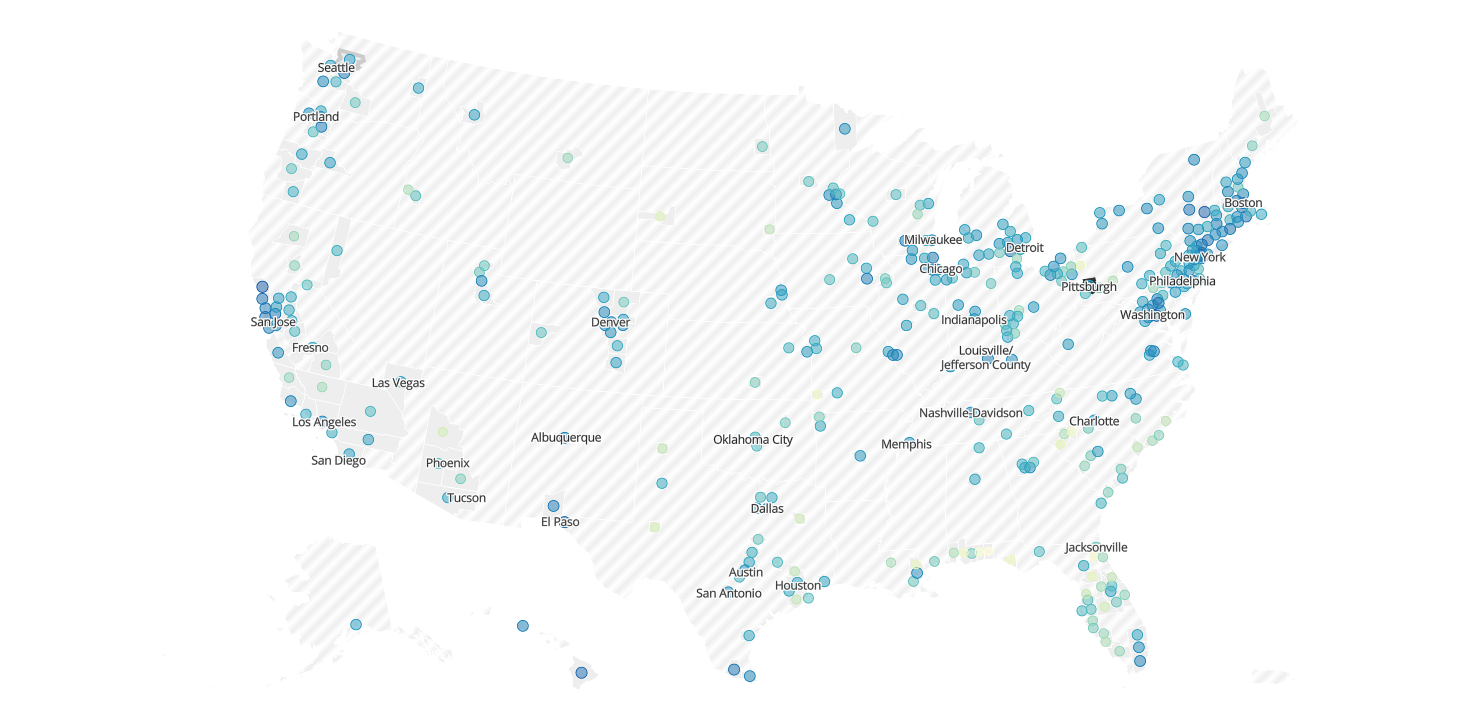 Seattle
Portland
Boston
Milwaukee
Detroit
New York
Chicago
Pittsburgh
Philadelphia
San Jose
Denver
Indianapolis
Washington
Fresno
Louisville/
Jefferson County
Las Vegas
Los Angeles
Nashville-Davidson
Charlotte
Albuquerque
Oklahoma City
Memphis
San Diego
Phoenix
Tucson
Dallas
El Paso
Jacksonville
Austin
Houston
San Antonio